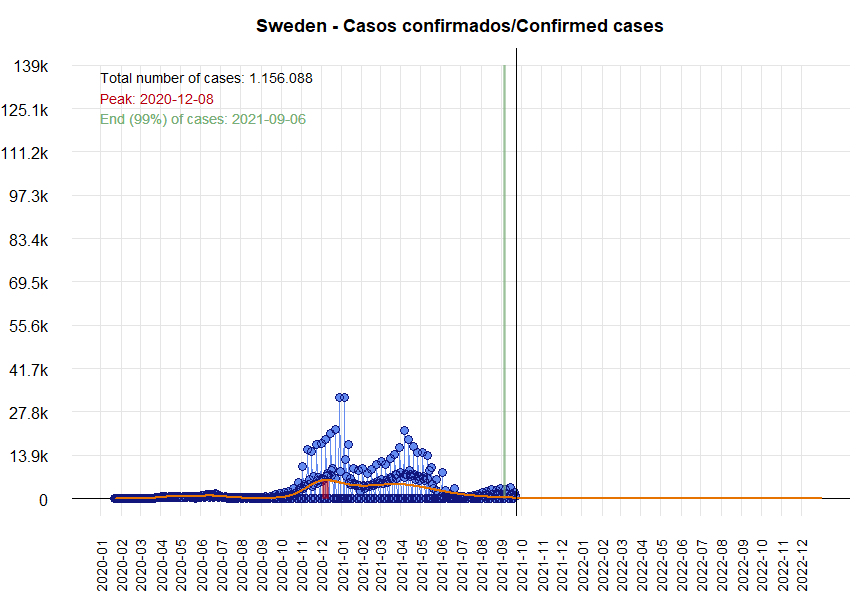 Sweden - Casos confirmados/Confirmed cases
139k
125.1k
111.2k
97.3k
83.4k
69.5k
55.6k
41.7k
27.8k
13.9k
0
Total number of cases: 1.156.088
Peak: 2020-12-08
End (99%) of cases: 2021-09-06
2020-01
2020-02
2020-03
2020-04
2020-05
2020-06
2020-07
2020-08
2020-09
2020-10
2020-11
2020-12
2021-01
2021-02
2021-03
2021-04
2021-05
2021-06
2021-07
2021-08
2021-09
2021-10
2021-11
2021-12
2022-01
2022-02
2022-03
2022-04
2022-05
2022-06
2022-07
2022-08
2022-09
2022-10
2022-11
2022-12